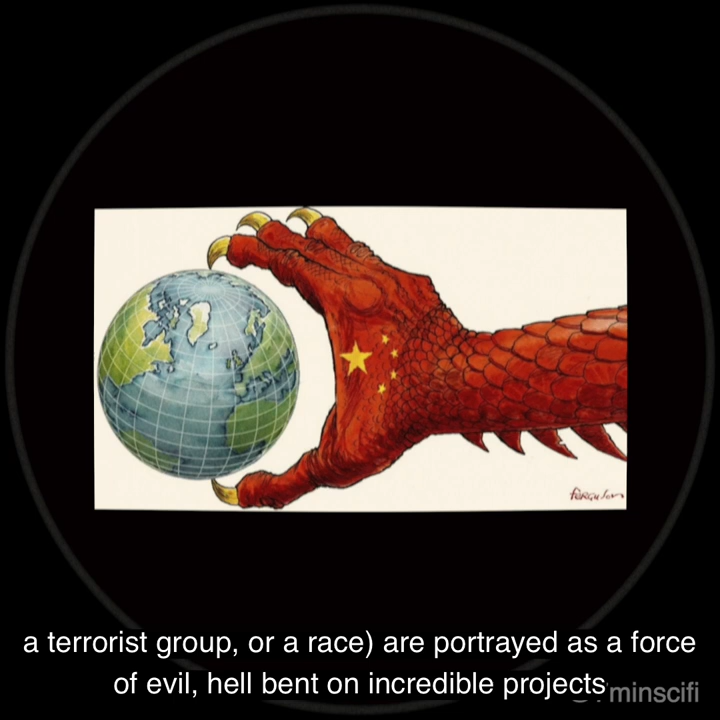 Ferguson
a terrorist group, or a race) are portrayed as a force
of evil, hell bent on incredible projects
minscifi